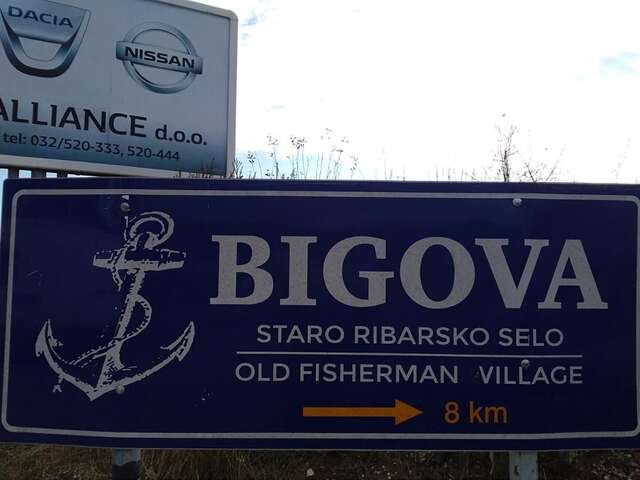 DACIA
NISSAN
ALLIANCE d.o.o.
tel: 032/520-333, 520-444
BIGOVA
STARO RIBARSKO SELO
OLD FISHERMAN VILLAGE
8 km